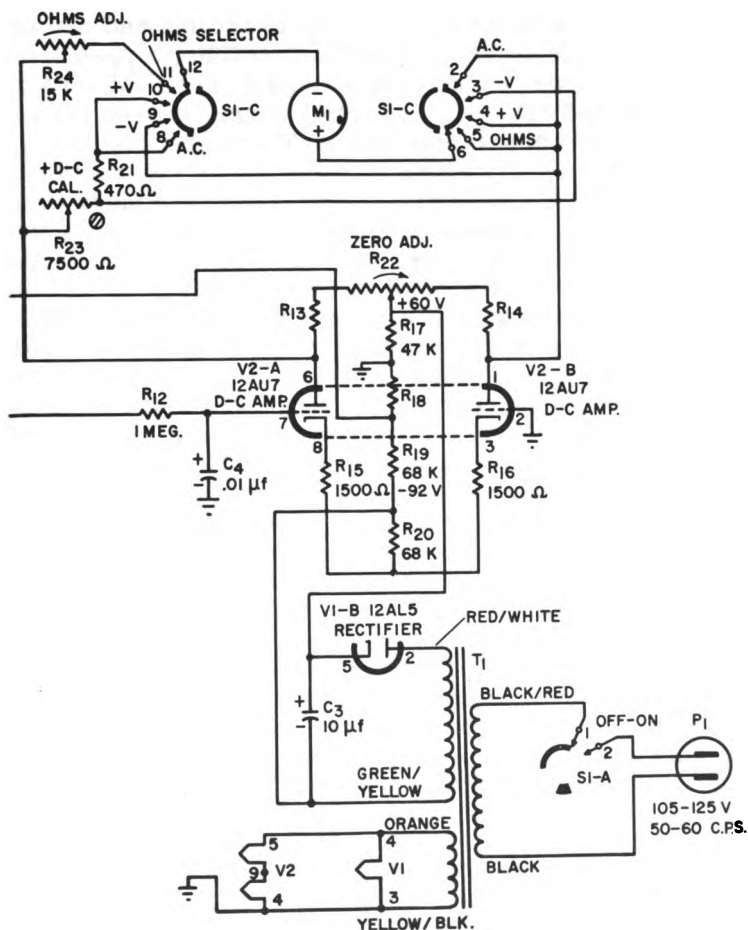 OHMS ADJ.
OHMS SELECTOR
R24
15 K
11
12
10
9
8
+V
-V
A.C.
S1-C
-
M1
+
S1-C
A.C.
2
3
-V
4
+V
5
OHMS
6
R21
470Ω
+D-C
CAL.
R23
7500 Ω
ZERO ADJ.
R22
R13
+60 V
R14
R17
47 K
V2-A
12AU7
D-C AMP.
6
7
8
R18
1
2
3
V2-B
12AU7
D-C AMP.
R12
1 MEG.
+
-
C4
.01 µf
R15
1500 Ω
R19
68 K
-92 V
R16
1500 Ω
R20
68 K
V1-B 12AL5
RECTIFIER
5
2
RED/WHITE
T1
+
-
C3
10 µf
BLACK/RED
OFF-ON
1
2
S1-A
P1
GREEN/
YELLOW
105-125 V
50-60 C.P.S.
ORANGE
BLACK
5
9
4
V2
4
V1
3
YELLOW/BLK.